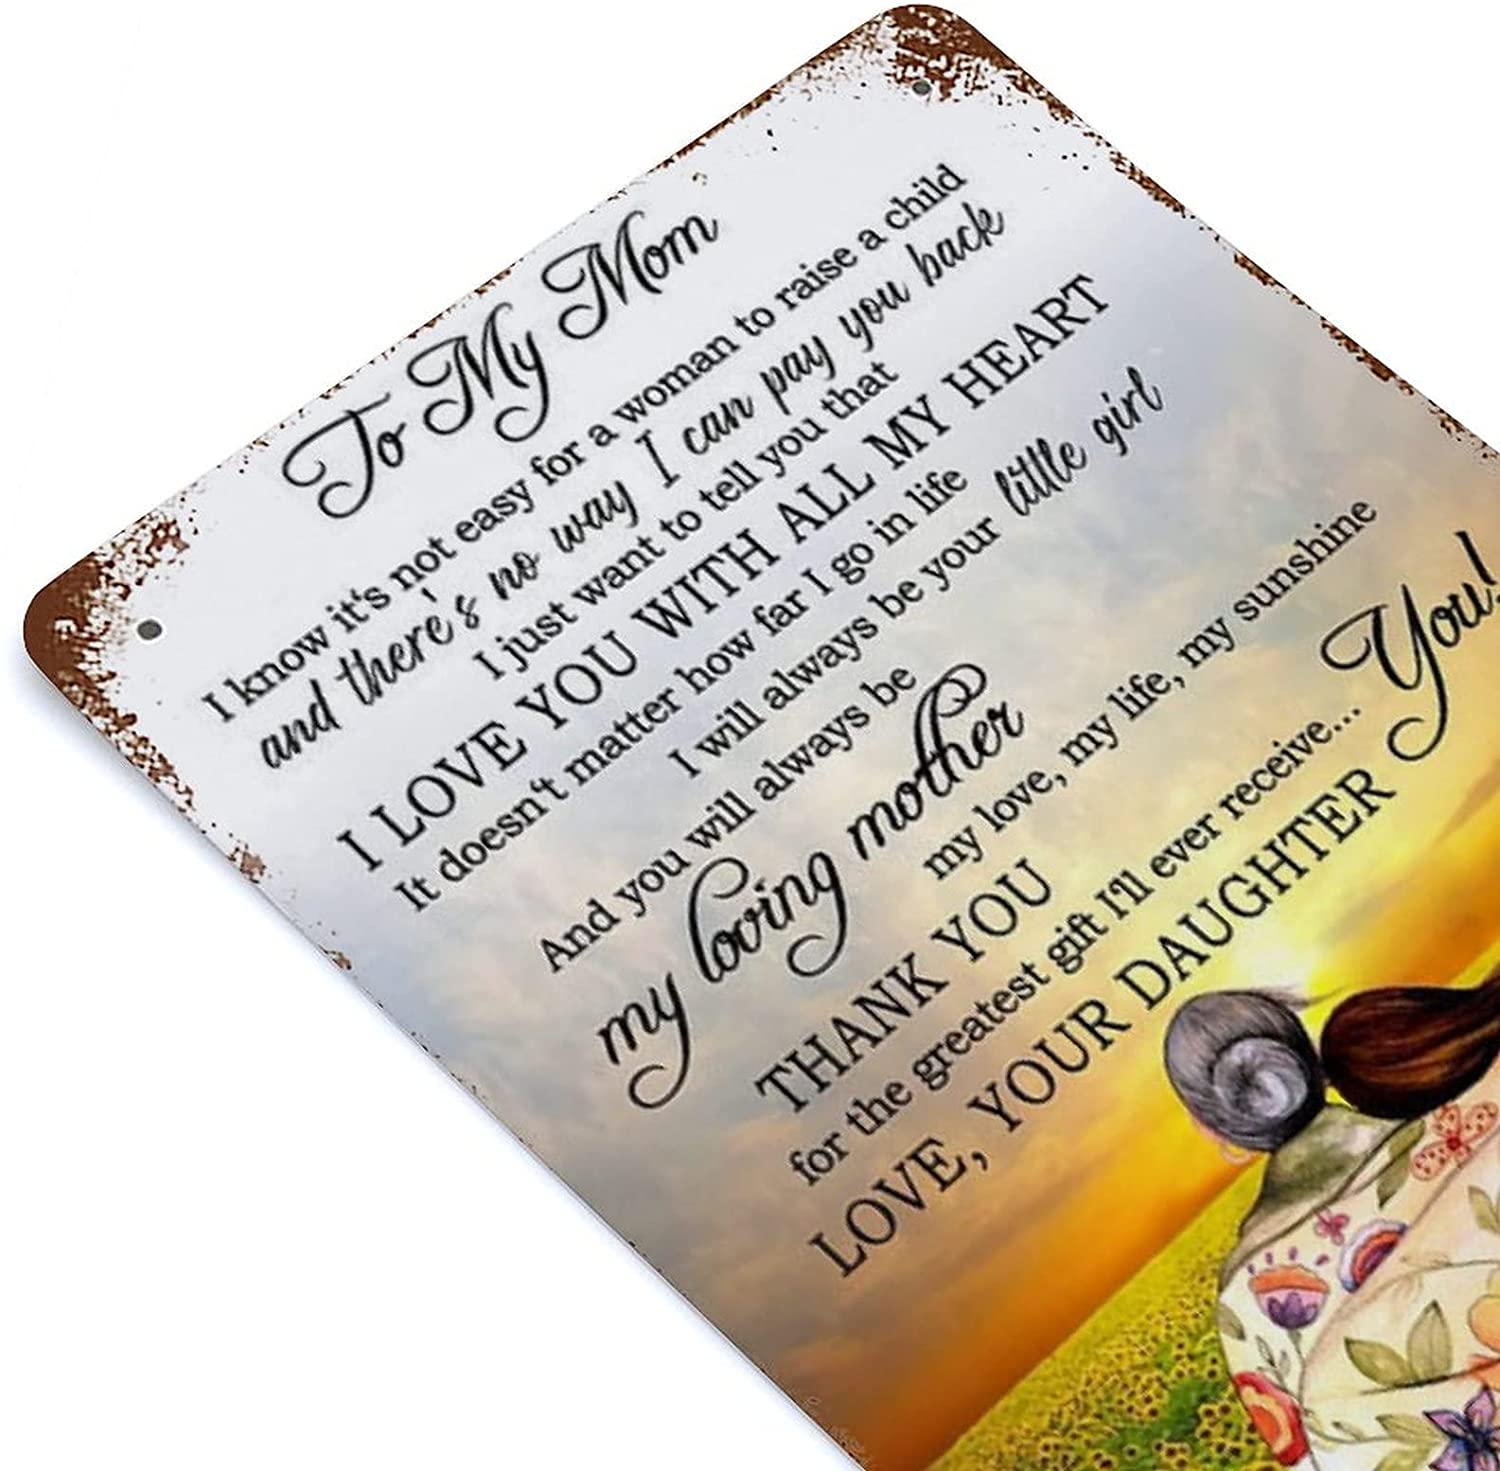 To My Mom
I know it's not easy for a woman to raise a child
and there's no way I can pay you back
I just want to tell you that
I LOVE YOU WITH ALL MY HEART
It doesn't matter how far I go in life
I will always be your little girl
And you will always be
my loving mother
my love, my life, my sunshine
THANK YOU
for the greatest gift I'll ever receive... You!
LOVE, YOUR DAUGHTER